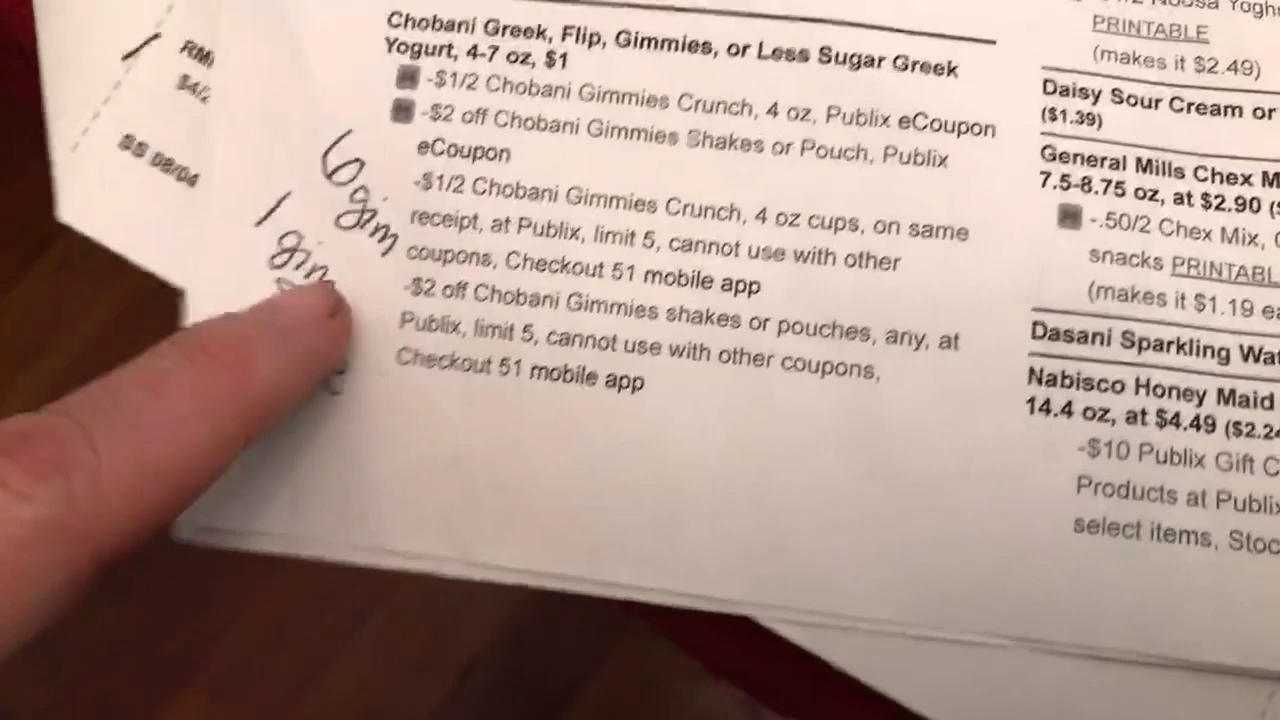 RM
$4/2
SS 08/04
6 gim
1 gim
Chobani Greek, Flip, Gimmies, or Less Sugar Greek
Yogurt, 4-7 oz, $1
-$1/2 Chobani Gimmies Crunch, 4 oz, Publix eCoupon
-$2 off Chobani Gimmies Shakes or Pouch, Publix
eCoupon
-$1/2 Chobani Gimmies Crunch, 4 oz cups, on same
receipt, at Publix, limit 5, cannot use with other
coupons, Checkout 51 mobile app
-$2 off Chobani Gimmies shakes or pouches, any, at
Publix, limit 5, cannot use with other coupons,
Checkout 51 mobile app
Noosa
PRINTABLE
(makes it $2.49)
Daisy Sour Cream or
($1.39)
General Mills Chex
7.5-8.75 oz, at $2.90
-.50/2 Chex Mix,
snacks
(makes it $1.19
Dasani Sparkling
Nabisco Honey Maid
14.4 oz, at $4.49
-$10 Publix Gift
Products at
select items,